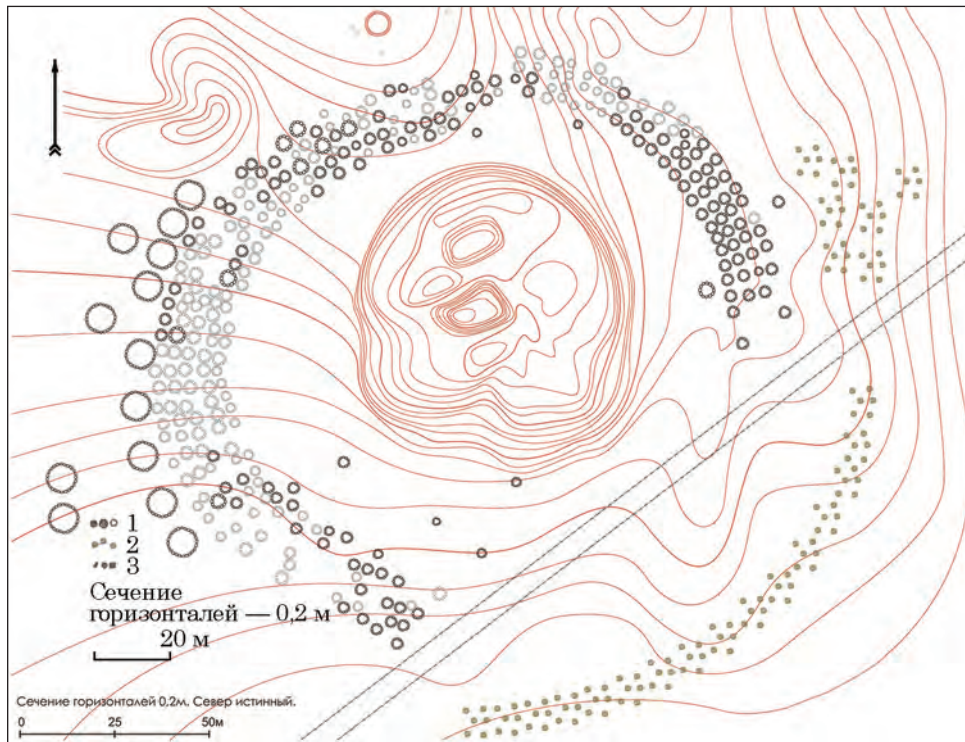 1
2
3
Сечение
горизонталей — 0,2 м
20 м
Сечение горизонталей 0,2м. Север истинный.
0 25 50м